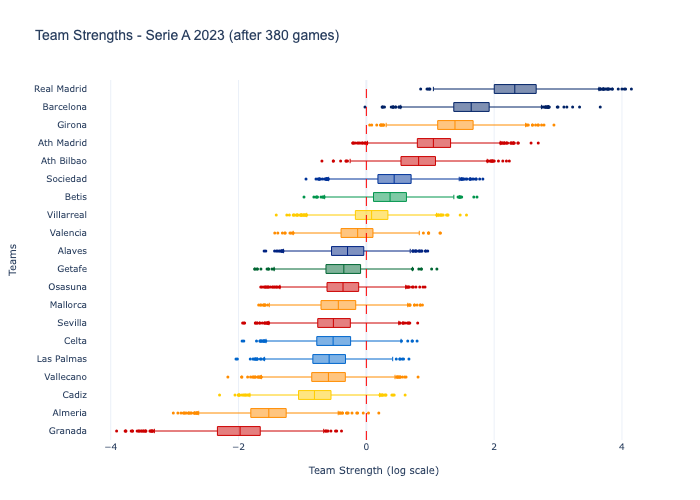 Team Strengths - Serie A 2023 (after 380 games)
Real Madrid
Barcelona
Girona
Ath Madrid
Ath Bilbao
Sociedad
Betis
Villarreal
Valencia
Alaves
Getafe
Osasuna
Mallorca
Sevilla
Celta
Las Palmas
Vallecano
Cadiz
Almeria
Granada
Teams
−4 −2 0 2 4
Team Strength (log scale)